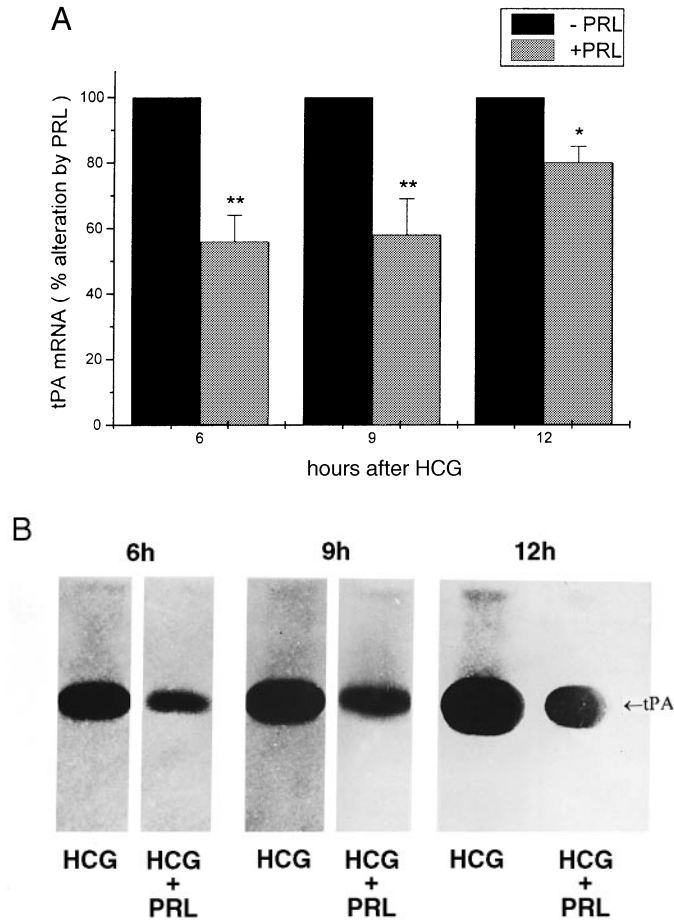 A
- PRL
+PRL
tPA mRNA ( % alteration by PRL )
100
80
60
40
20
0
** ** *
6 9 12
hours after HCG
B
6h 9h 12h
←tPA
HCG HCG + PRL HCG HCG + PRL HCG HCG + PRL